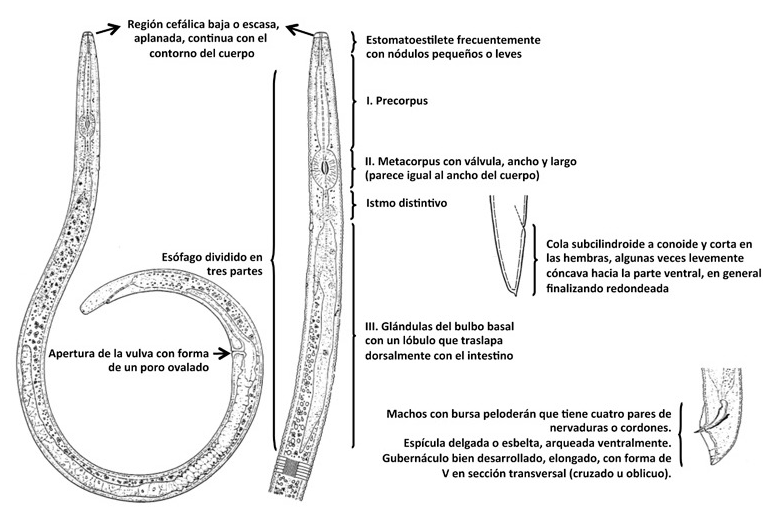 Región cefálica baja o escasa,
aplanada, continua con el
contorno del cuerpo
Estomatoestilete frecuentemente
con nódulos pequeños o leves
I. Precorpus
II. Metacorpus con válvula, ancho y largo
(parece igual al ancho del cuerpo)
Istmo distintivo
Esófago dividido en
tres partes
Cola subcilindroide a conoide y corta en
las hembras, algunas veces levemente
cóncava hacia la parte ventral, en general
finalizando redondeada
III. Glándulas del bulbo basal
con un lóbulo que traslapa
dorsalmente con el intestino
Apertura de la vulva con forma
de un poro ovalado
Machos con bursa peloderán que tiene cuatro pares de
nervaduras o cordones.
Espícula delgada o esbelta, arqueada ventralmente.
Gubernáculo bien desarrollado, elongado, con forma de
V en sección transversal (cruzado u oblicuo).